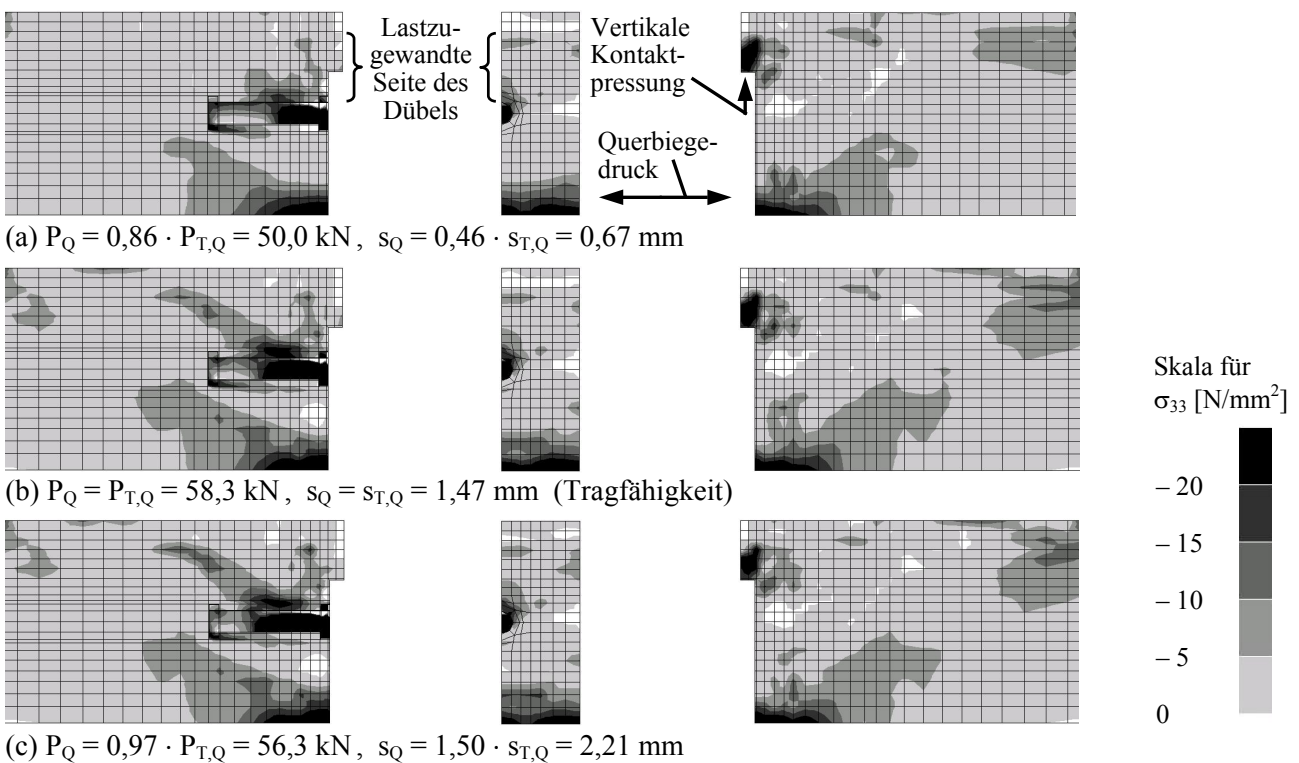 Lastzu-
gewandte
Seite des
Dübels
Vertikale
Kontakt-
pressung
Querbiege-
druck
(a) P_Q = 0,86 · P_T,Q = 50,0 kN , s_Q = 0,46 · s_T,Q = 0,67 mm
(b) P_Q = P_T,Q = 58,3 kN , s_Q = s_T,Q = 1,47 mm (Tragfähigkeit)
(c) P_Q = 0,97 · P_T,Q = 56,3 kN , s_Q = 1,50 · s_T,Q = 2,21 mm
Skala für
σ₃₃ [N/mm²]
– 20
– 15
– 10
– 5
0